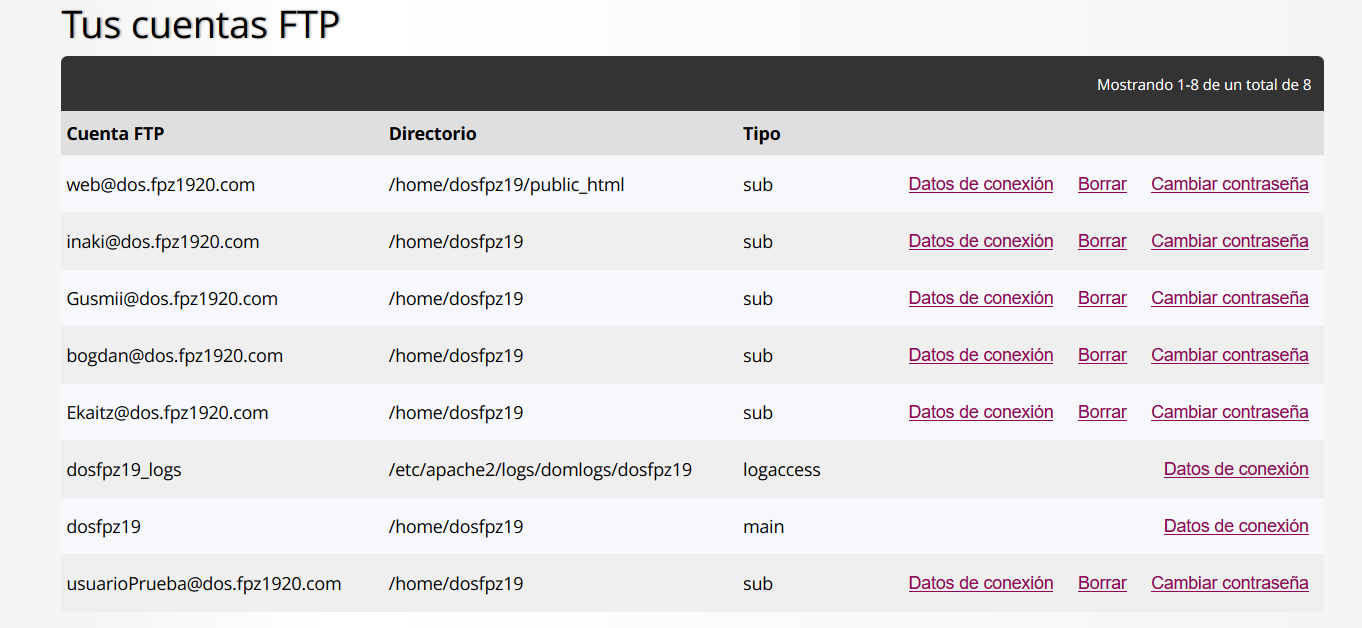 Tus cuentas FTP
Mostrando 1-8 de un total de 8
Cuenta FTP Directorio Tipo
web@dos.fpz1920.com /home/dosfpz19/public_html sub Datos de conexión Borrar Cambiar contraseña
inaki@dos.fpz1920.com /home/dosfpz19 sub Datos de conexión Borrar Cambiar contraseña
Gusmii@dos.fpz1920.com /home/dosfpz19 sub Datos de conexión Borrar Cambiar contraseña
bogdan@dos.fpz1920.com /home/dosfpz19 sub Datos de conexión Borrar Cambiar contraseña
Ekaitz@dos.fpz1920.com /home/dosfpz19 sub Datos de conexión Borrar Cambiar contraseña
dosfpz19_logs /etc/apache2/logs/domlogs/dosfpz19 logaccess Datos de conexión
dosfpz19 /home/dosfpz19 main Datos de conexión
usuarioPrueba@dos.fpz1920.com /home/dosfpz19 sub Datos de conexión Borrar Cambiar contraseña